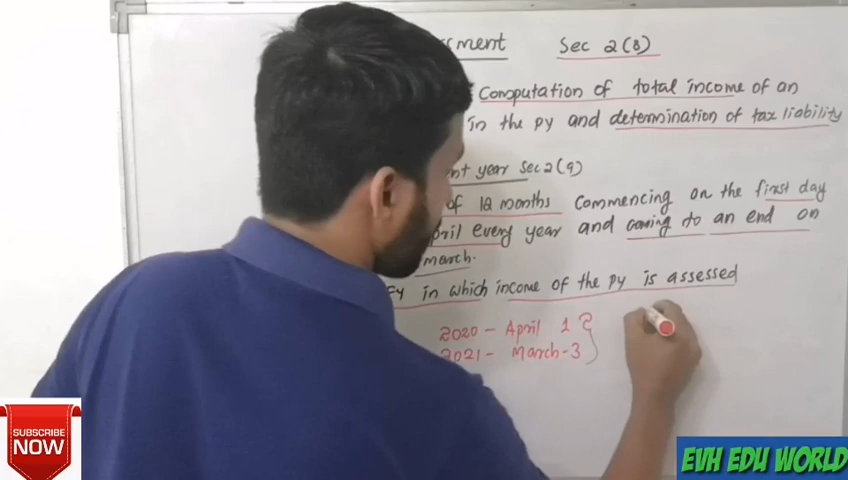 sment Sec 2(8)
Computation of total income of an
in the py and determination of tax liability
nt year Sec 2(9)
of 12 months Commencing on the first day
pril every year and coming to an end on
march.
FY in which income of the py is assessed
2020 - April 1
2021 - March-3
SUBSCRIBE
NOW
EVH EDU WORLD